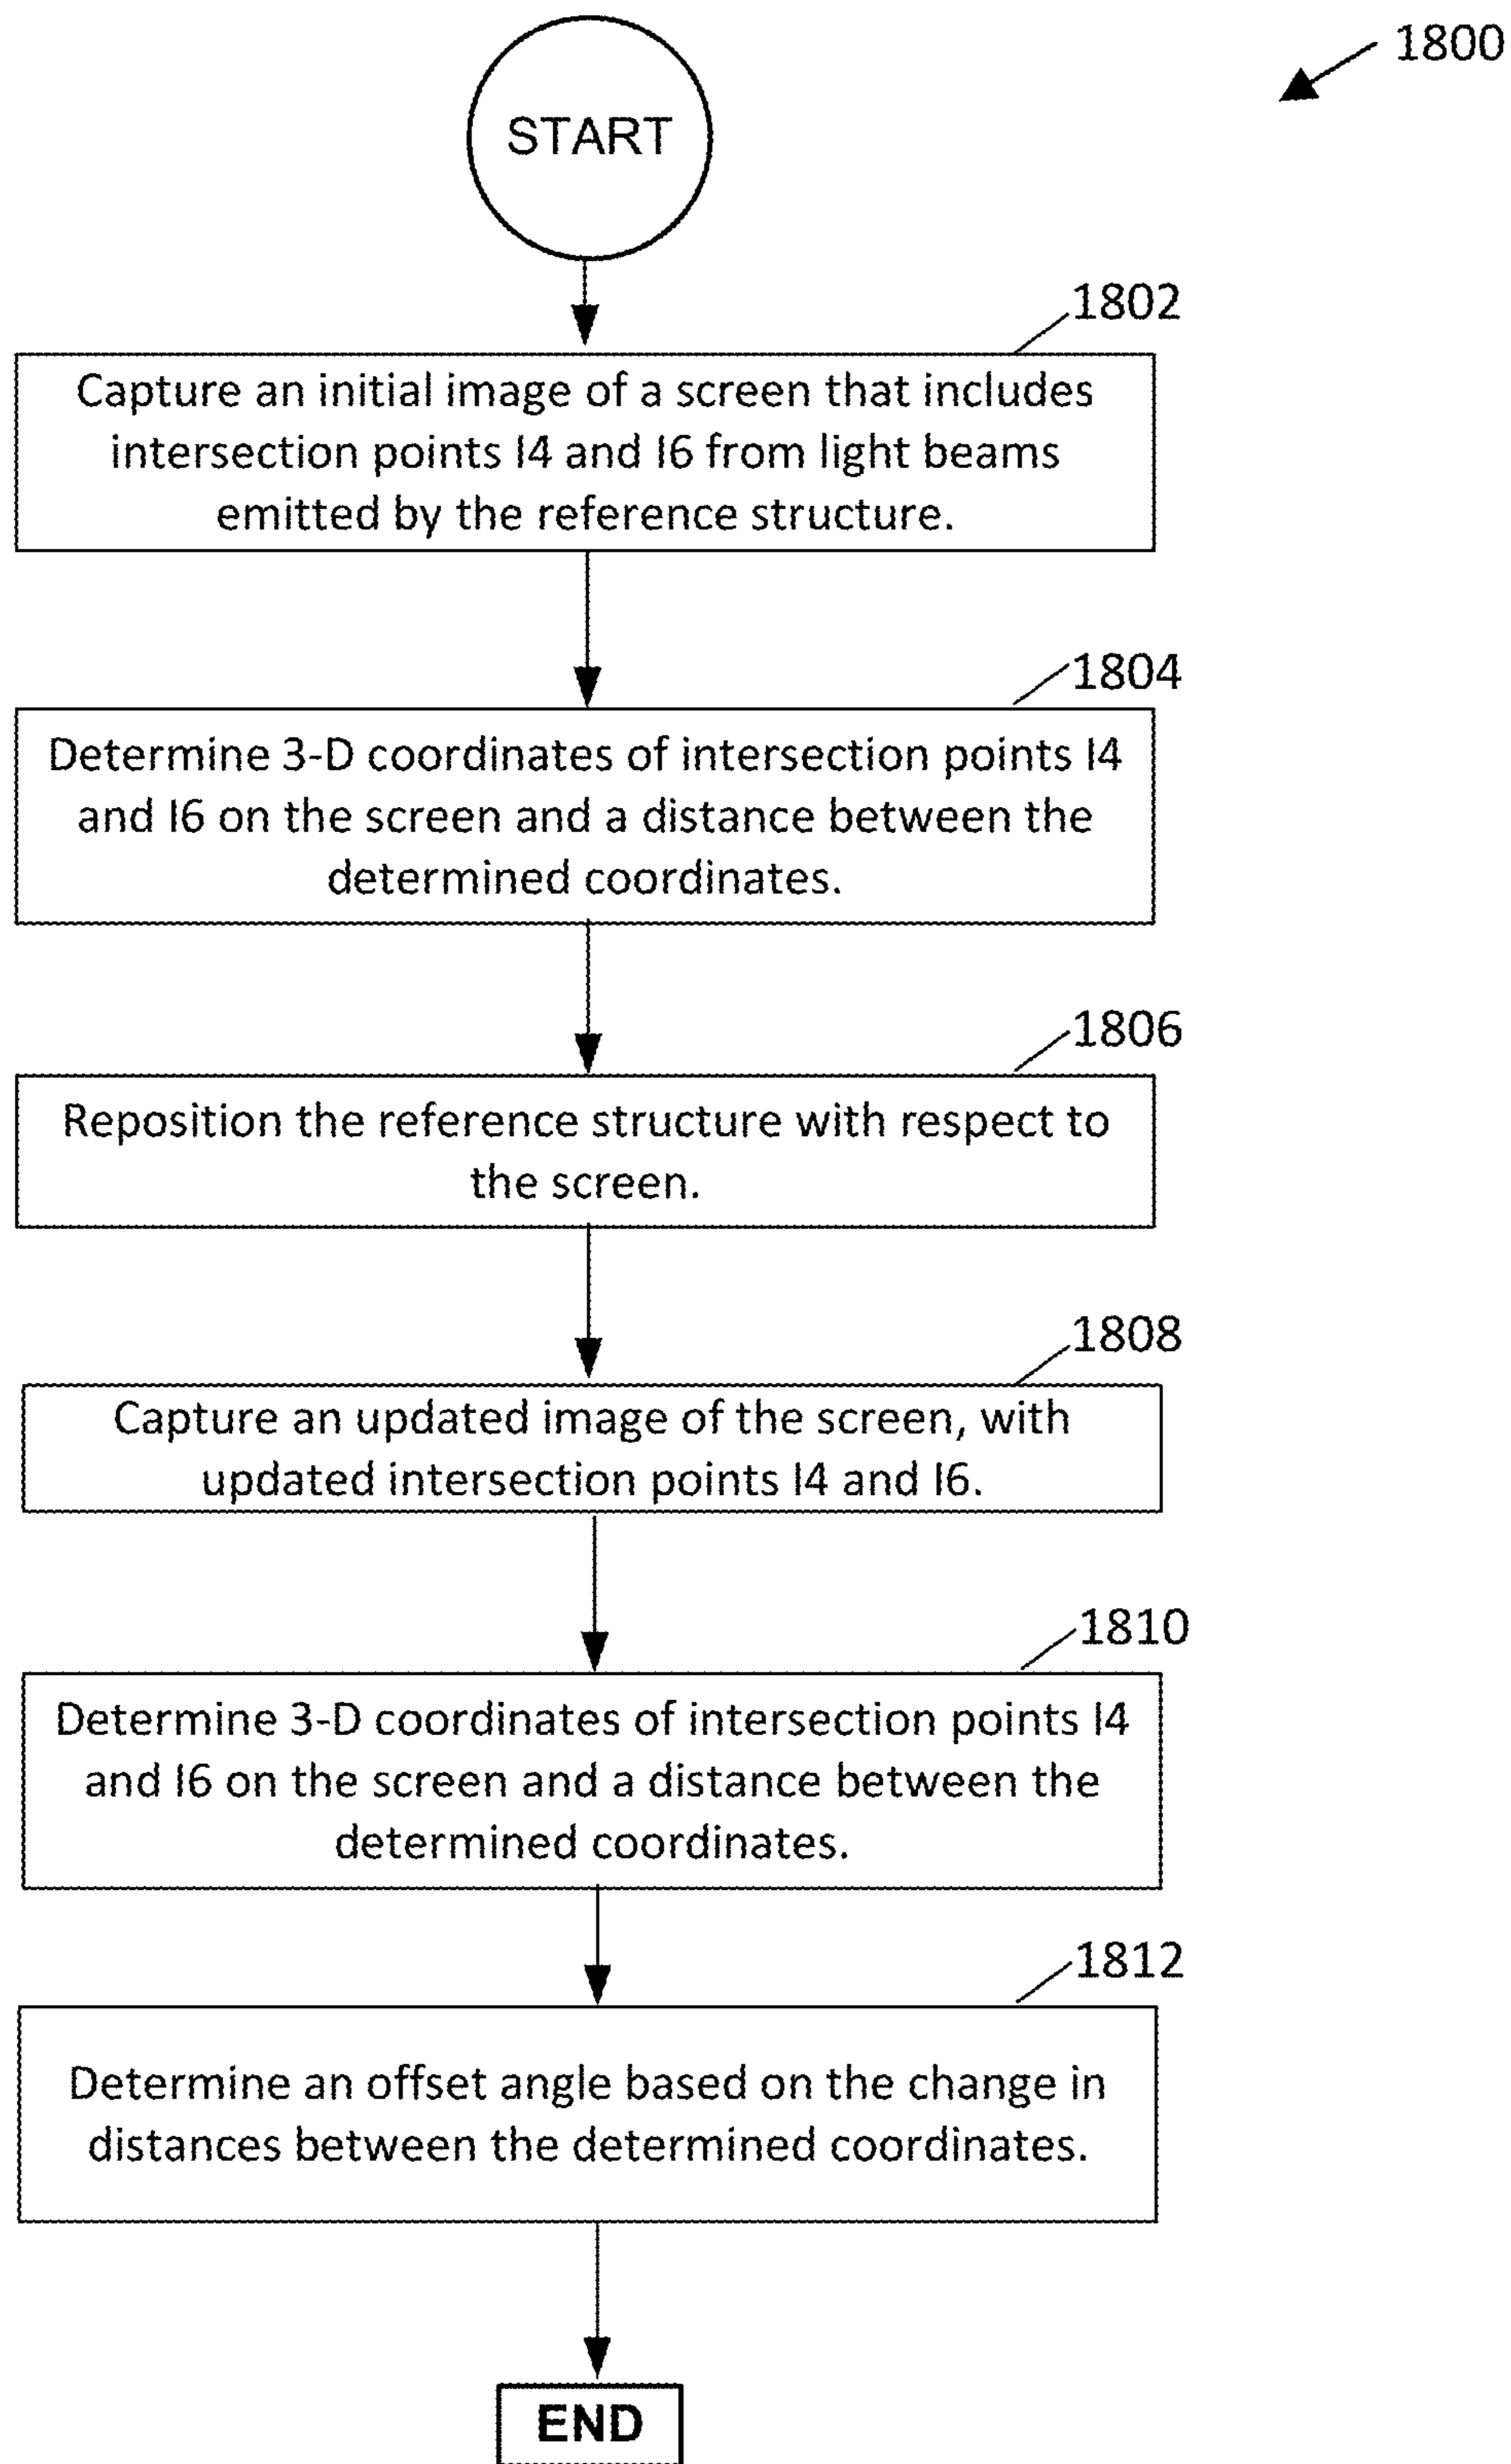 1800
START
1802
Capture an initial image of a screen that includes
intersection points I4 and I6 from light beams
emitted by the reference structure.
1804
Determine 3-D coordinates of intersection points I4
and I6 on the screen and a distance between the
determined coordinates.
1806
Reposition the reference structure with respect to
the screen.
1808
Capture an updated image of the screen, with
updated intersection points I4 and I6.
1810
Determine 3-D coordinates of intersection points I4
and I6 on the screen and a distance between the
determined coordinates.
1812
Determine an offset angle based on the change in
distances between the determined coordinates.
END